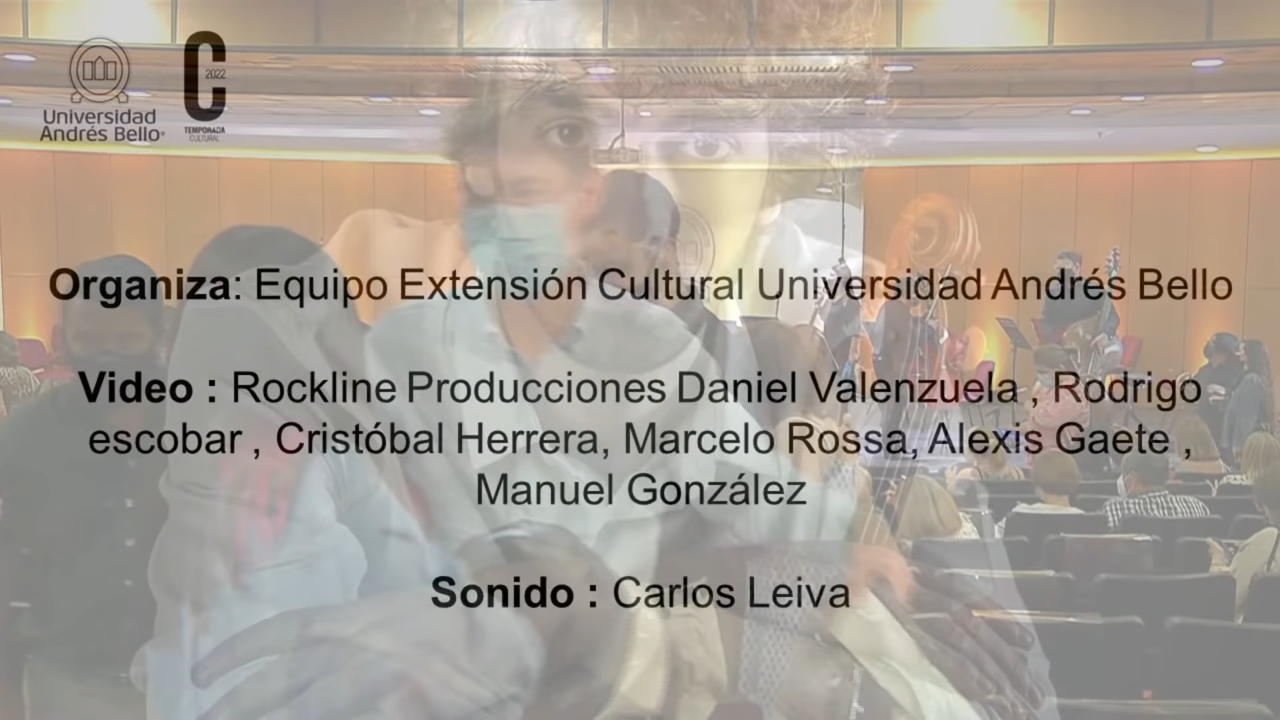 Universidad
Andrés Bello
C
2022
TEMPORADA
CULTURAL
Organiza: Equipo Extensión Cultural Universidad Andrés Bello
Video : Rockline Producciones Daniel Valenzuela , Rodrigo
escobar , Cristóbal Herrera, Marcelo Rossa, Alexis Gaete ,
Manuel González
Sonido : Carlos Leiva